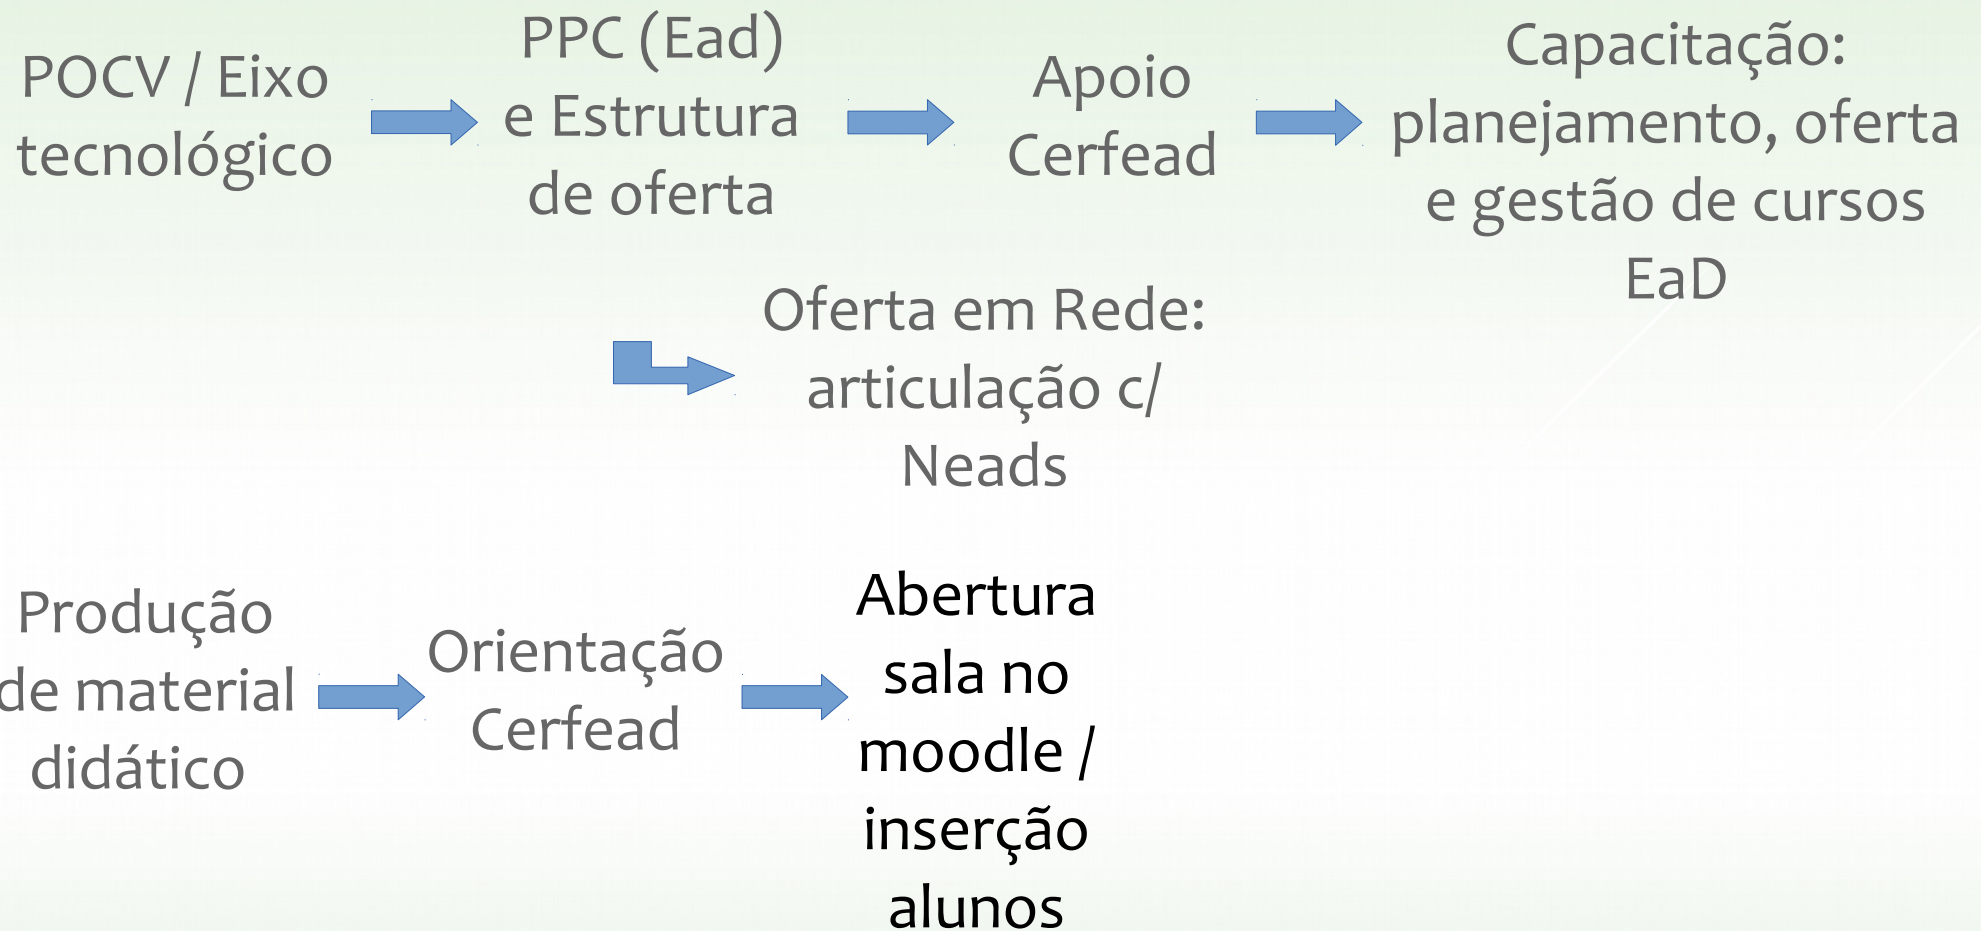 POCV / Eixo
tecnológico
PPC (Ead)
e Estrutura
de oferta
Apoio
Cerfead
Capacitação:
planejamento, oferta
e gestão de cursos
EaD
Oferta em Rede:
articulação c/
Neads
Produção
de material
didático
Orientação
Cerfead
Abertura
sala no
moodle /
inserção
alunos